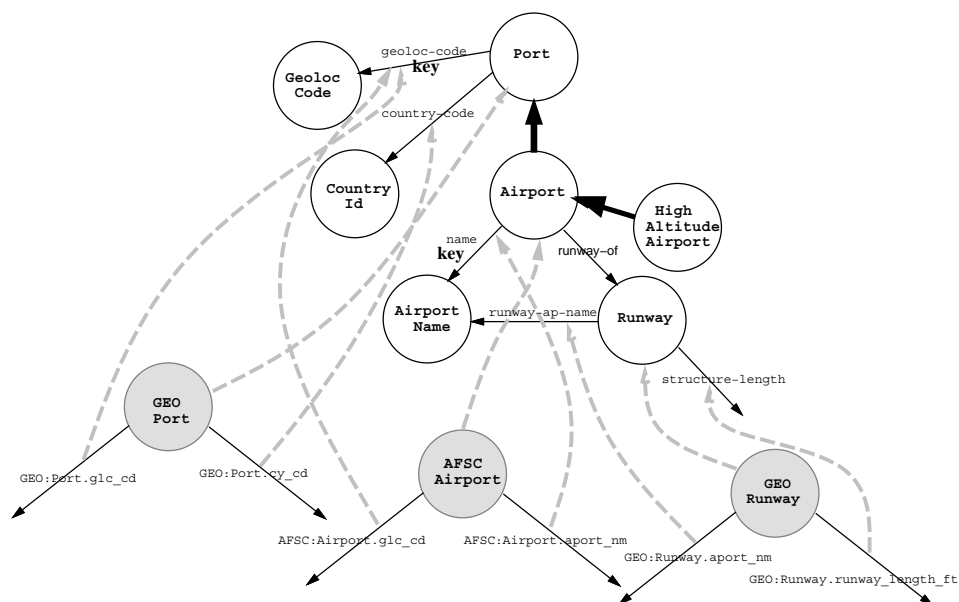 geoloc-code
key
Port
Geoloc
Code
country-code
Country
Id
Airport
High
Altitude
Airport
name
key
runway-of
Airport
Name
runway-ap-name
Runway
structure-length
GEO
Port
GEO:Port.glc_cd
GEO:Port.cy_cd
AFSC
Airport
GEO
Runway
AFSC:Airport.glc_cd
AFSC:Airport.aport_nm
GEO:Runway.aport_nm
GEO:Runway.runway_length_ft